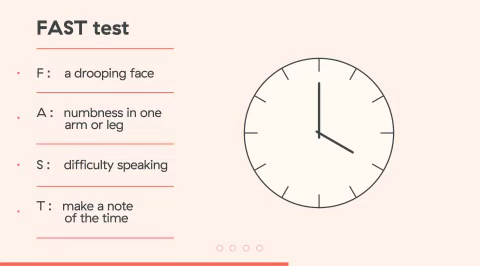 FAST test
F : a drooping face
A : numbness in one
arm or leg
S : difficulty speaking
T : make a note
of the time